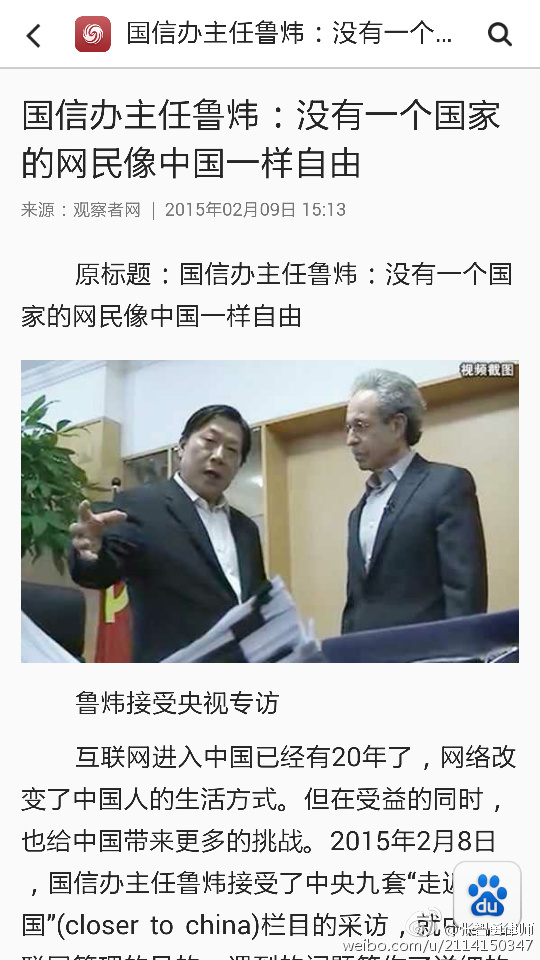 国信办主任鲁炜：没有一个...
国信办主任鲁炜：没有一个国家
的网民像中国一样自由
来源：观察者网 | 2015年02月09日 15:13
原标题：国信办主任鲁炜：没有一个国
家的网民像中国一样自由
视频截图
鲁炜接受央视专访
互联网进入中国已经有20年了，网络改
变了中国人的生活方式。但在受益的同时，
也给中国带来更多的挑战。2015年2月8日
，国信办主任鲁炜接受了中央九套“走近
国”(closer to china)栏目的采访，就
du
律师
weibo.com/u/2114150347